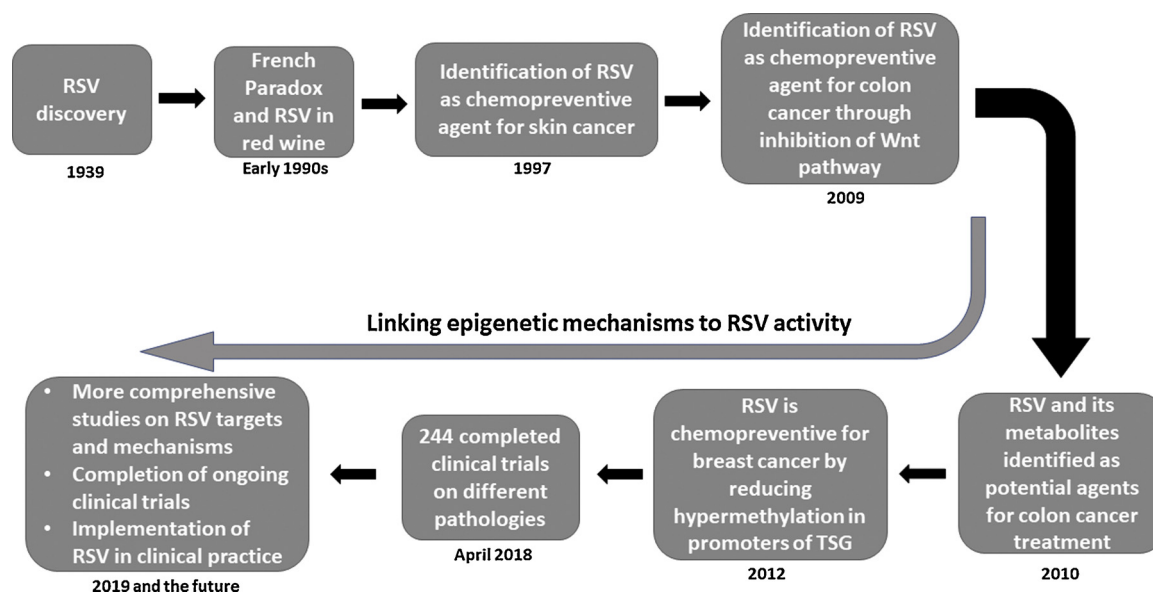 RSV
discovery
1939
French
Paradox
and RSV in
red wine
Early 1990s
Identification of RSV
as chemopreventive
agent for skin cancer
1997
Identification of RSV
as chemopreventive
agent for colon
cancer through
inhibition of Wnt
pathway
2009
Linking epigenetic mechanisms to RSV activity
RSV and its
metabolites
identified as
potential agents
for colon cancer
treatment
2010
RSV is
chemopreventive for
breast cancer by
reducing
hypermethylation in
promoters of TSG
2012
244 completed
clinical trials
on different
pathologies
April 2018
• More comprehensive
studies on RSV targets
and mechanisms
• Completion of ongoing
clinical trials
• Implementation of
RSV in clinical practice
2019 and the future